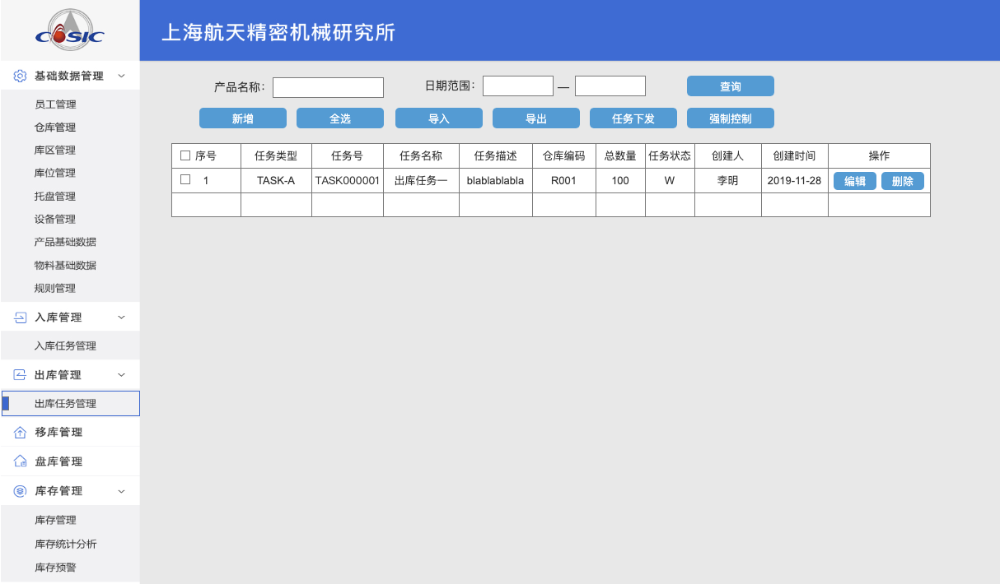 CASIC
上海航天精密机械研究所
基础数据管理
员工管理
仓库管理
库区管理
库位管理
托盘管理
设备管理
产品基础数据
物料基础数据
规则管理
入库管理
入库任务管理
出库管理
出库任务管理
移库管理
盘库管理
库存管理
库存管理
库存统计分析
库存预警
产品名称： 日期范围： — 查询
新增 全选 导入 导出 任务下发 强制控制
序号 任务类型 任务号 任务名称 任务描述 仓库编码 总数量 任务状态 创建人 创建时间 操作
1 TASK-A TASK000001 出库任务一 blablablabla R001 100 W 李明 2019-11-28 编辑 删除